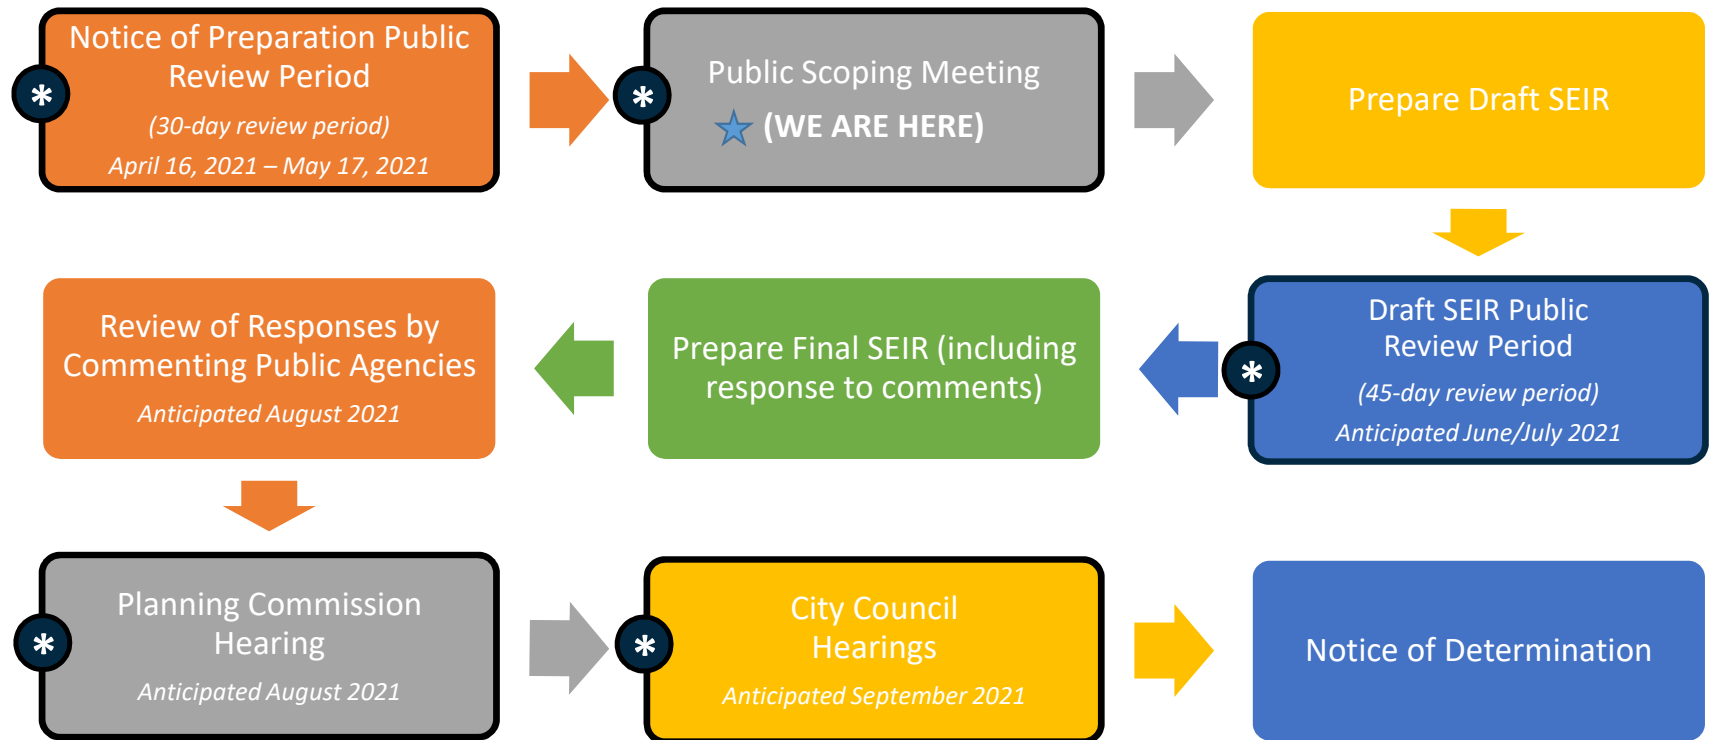 Notice of Preparation Public
Review Period
(30-day review period)
April 16, 2021 – May 17, 2021
*
Public Scoping Meeting
(WE ARE HERE)
*
Prepare Draft SEIR
Draft SEIR Public
Review Period
(45-day review period)
Anticipated June/July 2021
*
Prepare Final SEIR (including
response to comments)
Review of Responses by
Commenting Public Agencies
Anticipated August 2021
Planning Commission
Hearing
Anticipated August 2021
*
City Council
Hearings
Anticipated September 2021
*
Notice of Determination